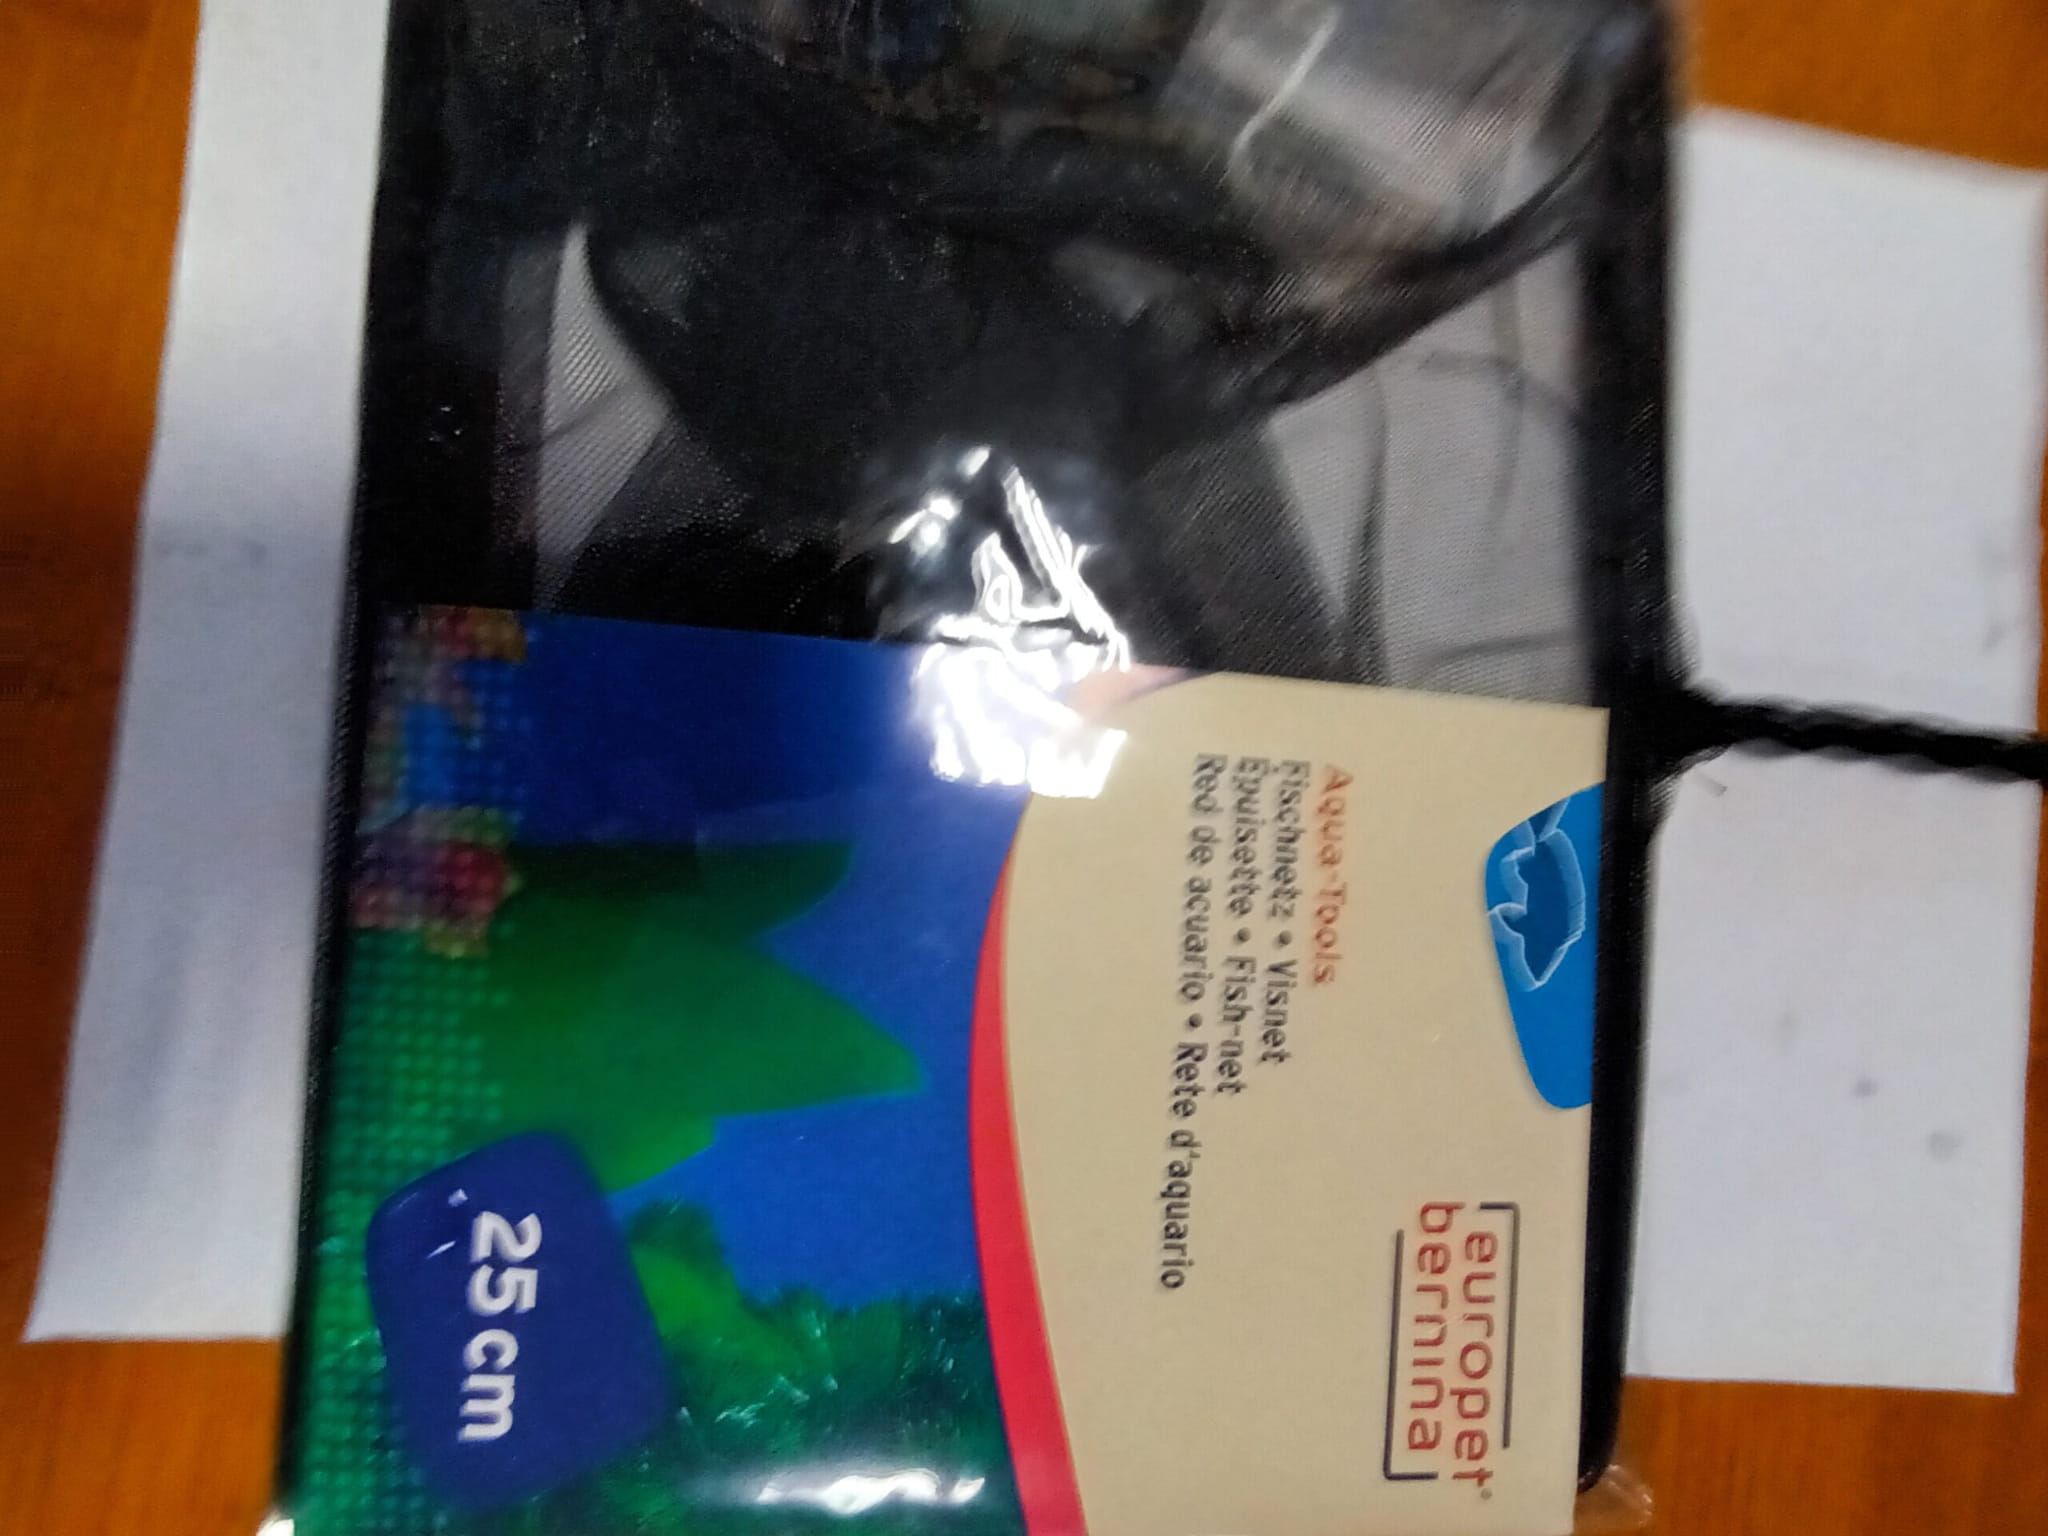 europet®
bernina
Aqua-Tools
Fischnetz • Visnet
Épuisette • Fish-net
Red de acuario • Rete d'aquario
25 cm